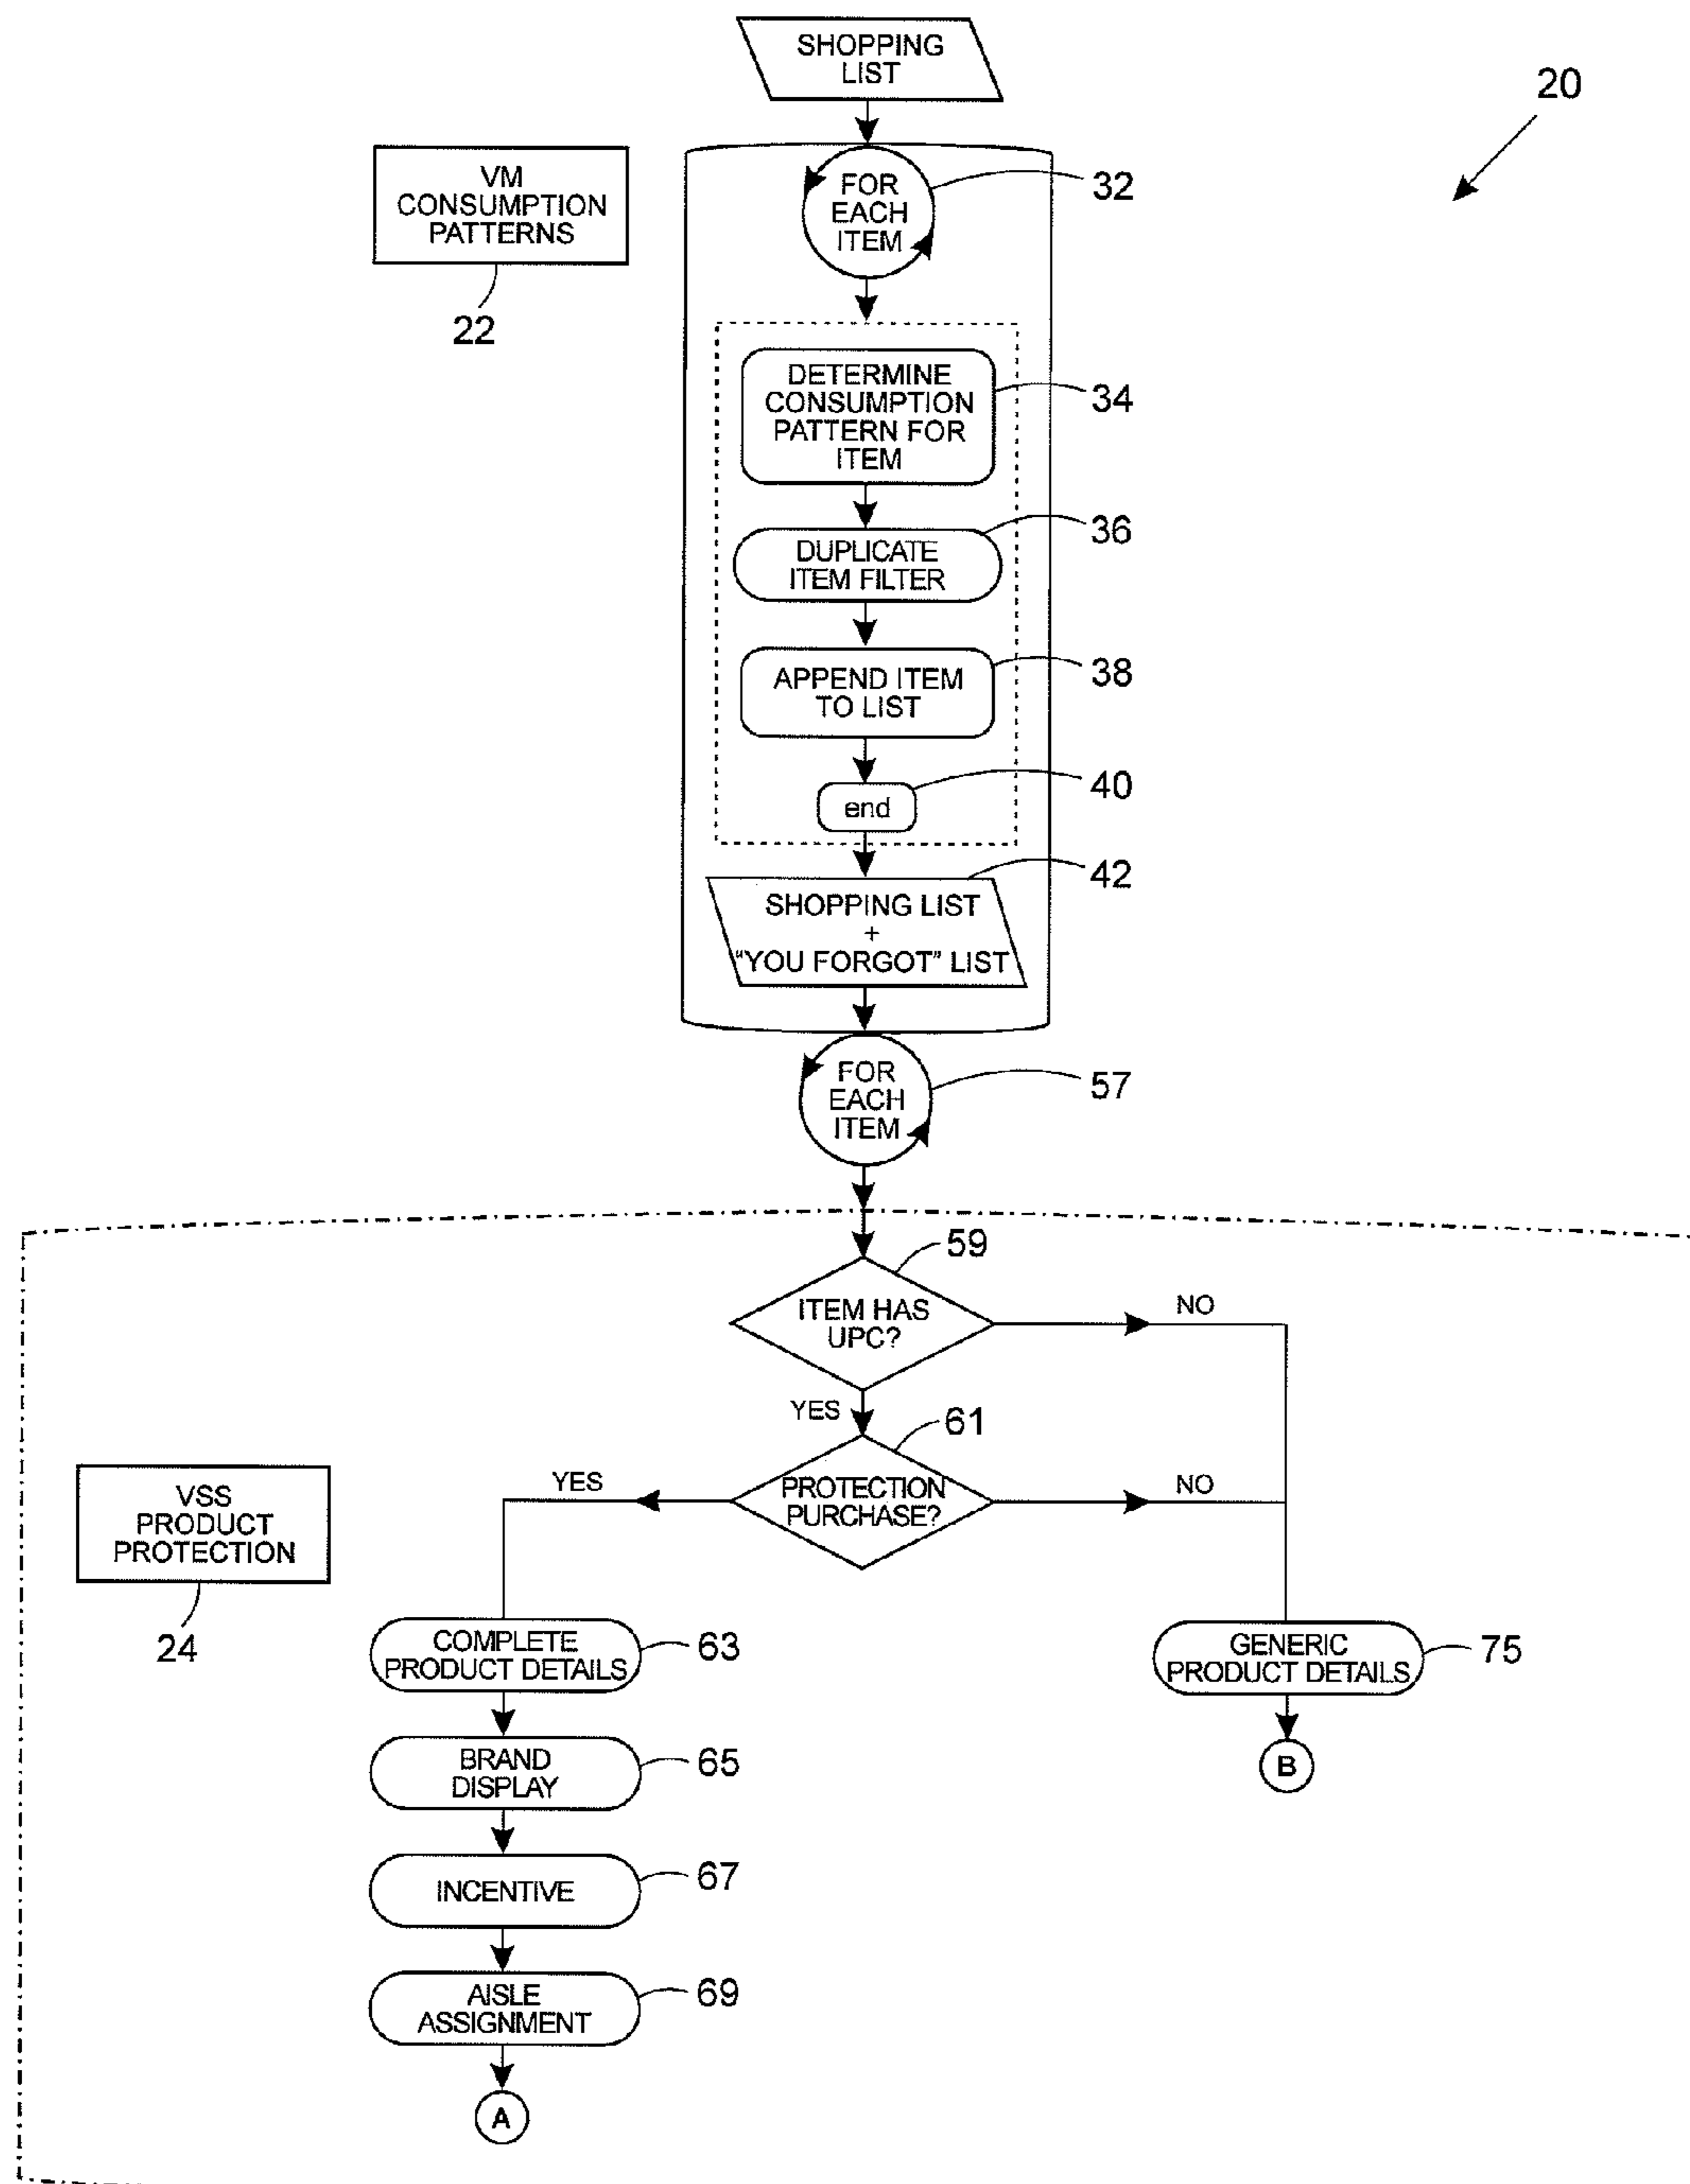 SHOPPING
LIST
20
VM
CONSUMPTION
PATTERNS
22
FOR
EACH
ITEM
32
DETERMINE
CONSUMPTION
PATTERN FOR
ITEM
34
DUPLICATE
ITEM FILTER
36
APPEND ITEM
TO LIST
38
end
40
SHOPPING LIST
+
“YOU FORGOT” LIST
42
FOR
EACH
ITEM
57
ITEM HAS
UPC?
59
NO
YES
PROTECTION
PURCHASE?
61
YES
NO
VSS
PRODUCT
PROTECTION
24
COMPLETE
PRODUCT DETAILS
63
GENERIC
PRODUCT DETAILS
75
B
BRAND
DISPLAY
65
INCENTIVE
67
AISLE
ASSIGNMENT
69
A